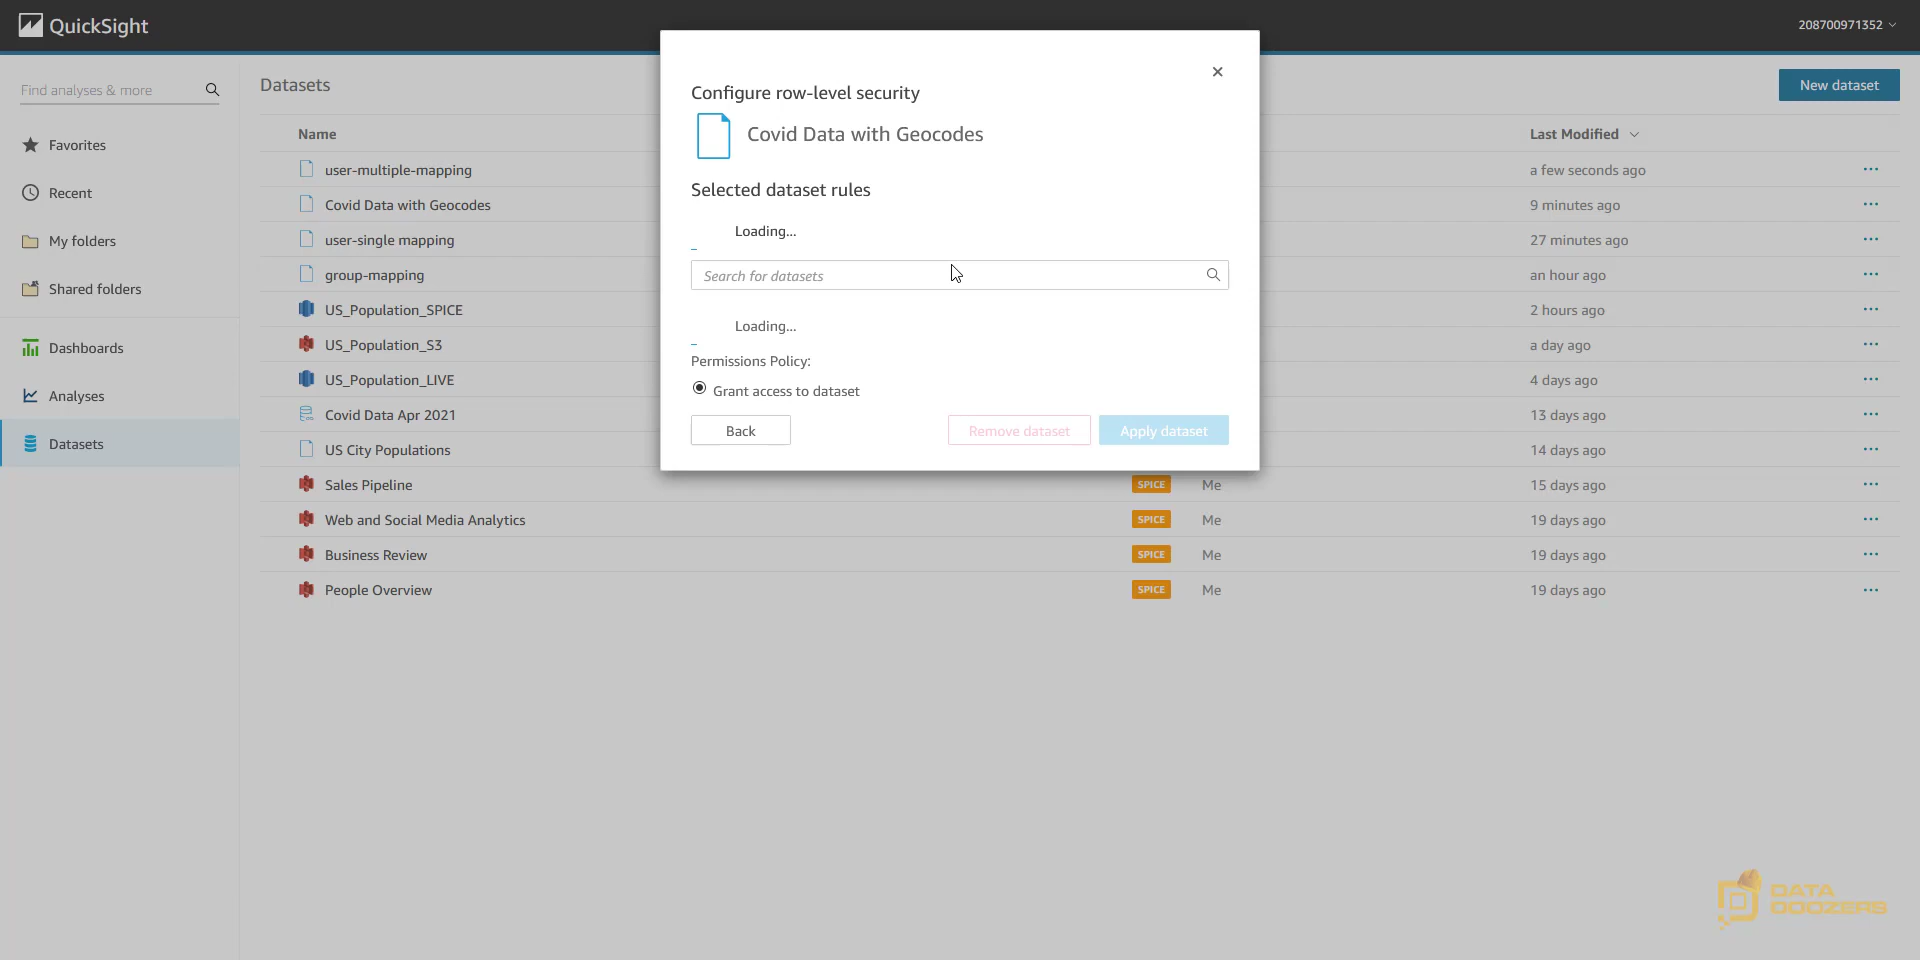 QuickSight
208700971352
Find analyses & more
Favorites
Recent
My folders
Shared folders
Dashboards
Analyses
Datasets
Datasets
New dataset
Name
Last Modified
user-multiple-mapping
a few seconds ago
Covid Data with Geocodes
9 minutes ago
user-single mapping
27 minutes ago
group-mapping
an hour ago
US_Population_SPICE
2 hours ago
US_Population_S3
a day ago
US_Population_LIVE
4 days ago
Covid Data Apr 2021
13 days ago
US City Populations
14 days ago
Sales Pipeline
SPICE
Me
15 days ago
Web and Social Media Analytics
SPICE
Me
19 days ago
Business Review
SPICE
Me
19 days ago
People Overview
SPICE
Me
19 days ago
Configure row-level security
Covid Data with Geocodes
Selected dataset rules
Loading...
Search for datasets
Loading...
Permissions Policy:
Grant access to dataset
Back
Remove dataset
Apply dataset
DATA
DOOZERS